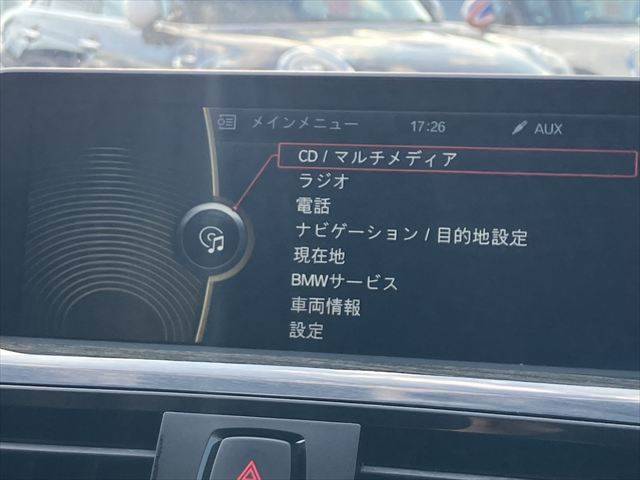 メインメニュー 17:26 AUX
CD / マルチメディア
ラジオ
電話
ナビゲーション / 目的地設定
現在地
BMWサービス
車両情報
設定